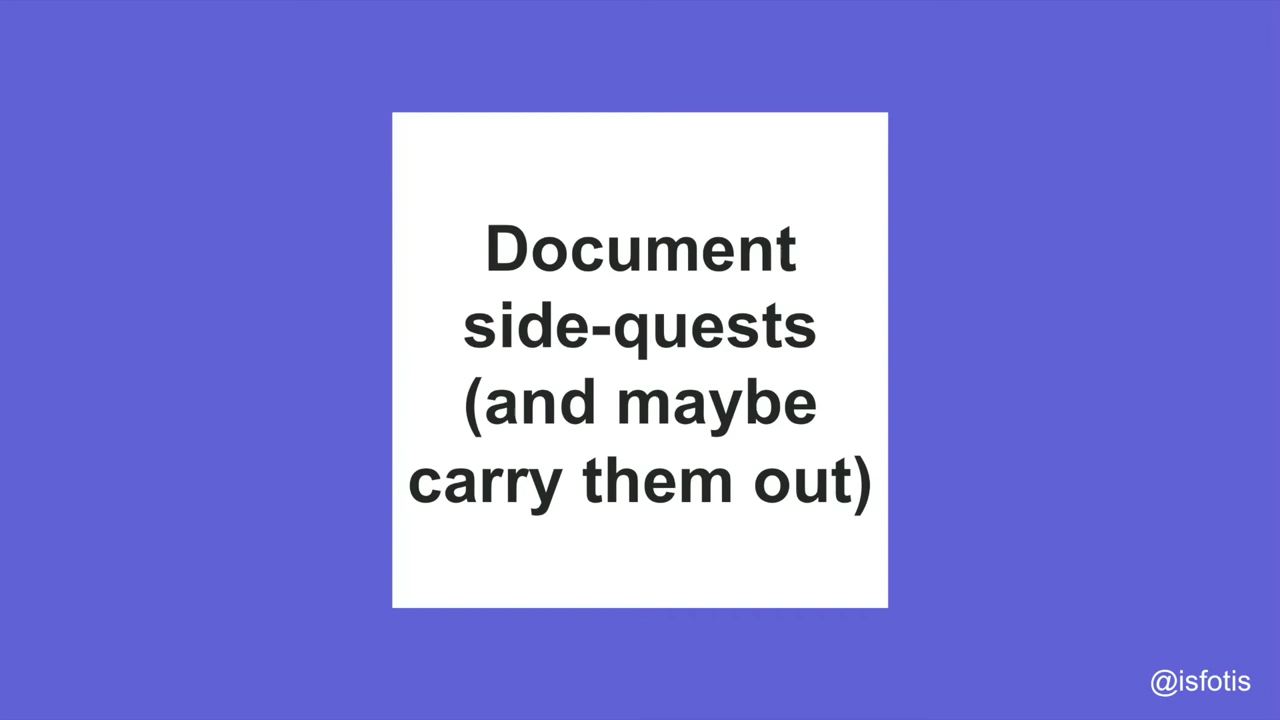 Document
side-quests
(and maybe
carry them out)
@isfotis